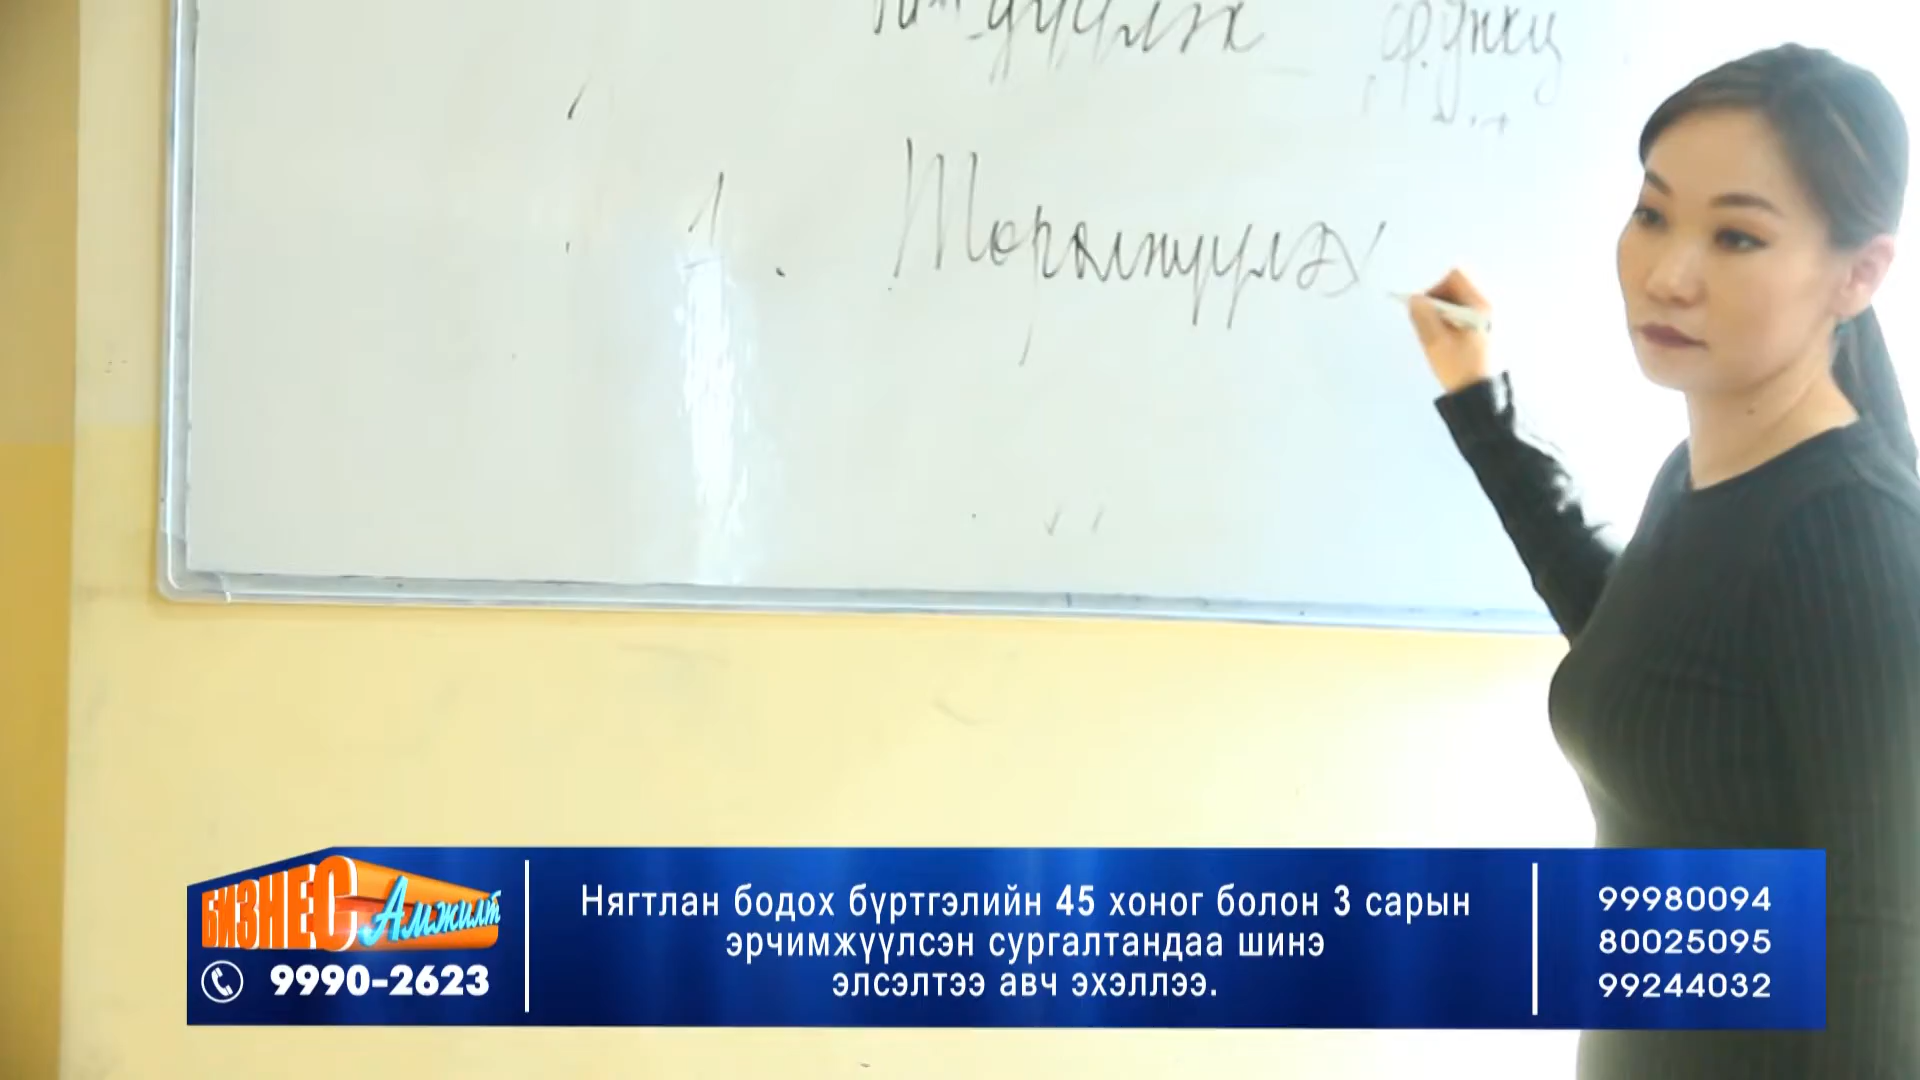 1.
БИЗНЕС
Амжилт
9990-2623
Нягтлан бодох бүртгэлийн 45 хоног болон 3 сарын
эрчимжүүлсэн сургалтандаа шинэ
элсэлтээ авч эхэллээ.
99980094
80025095
99244032